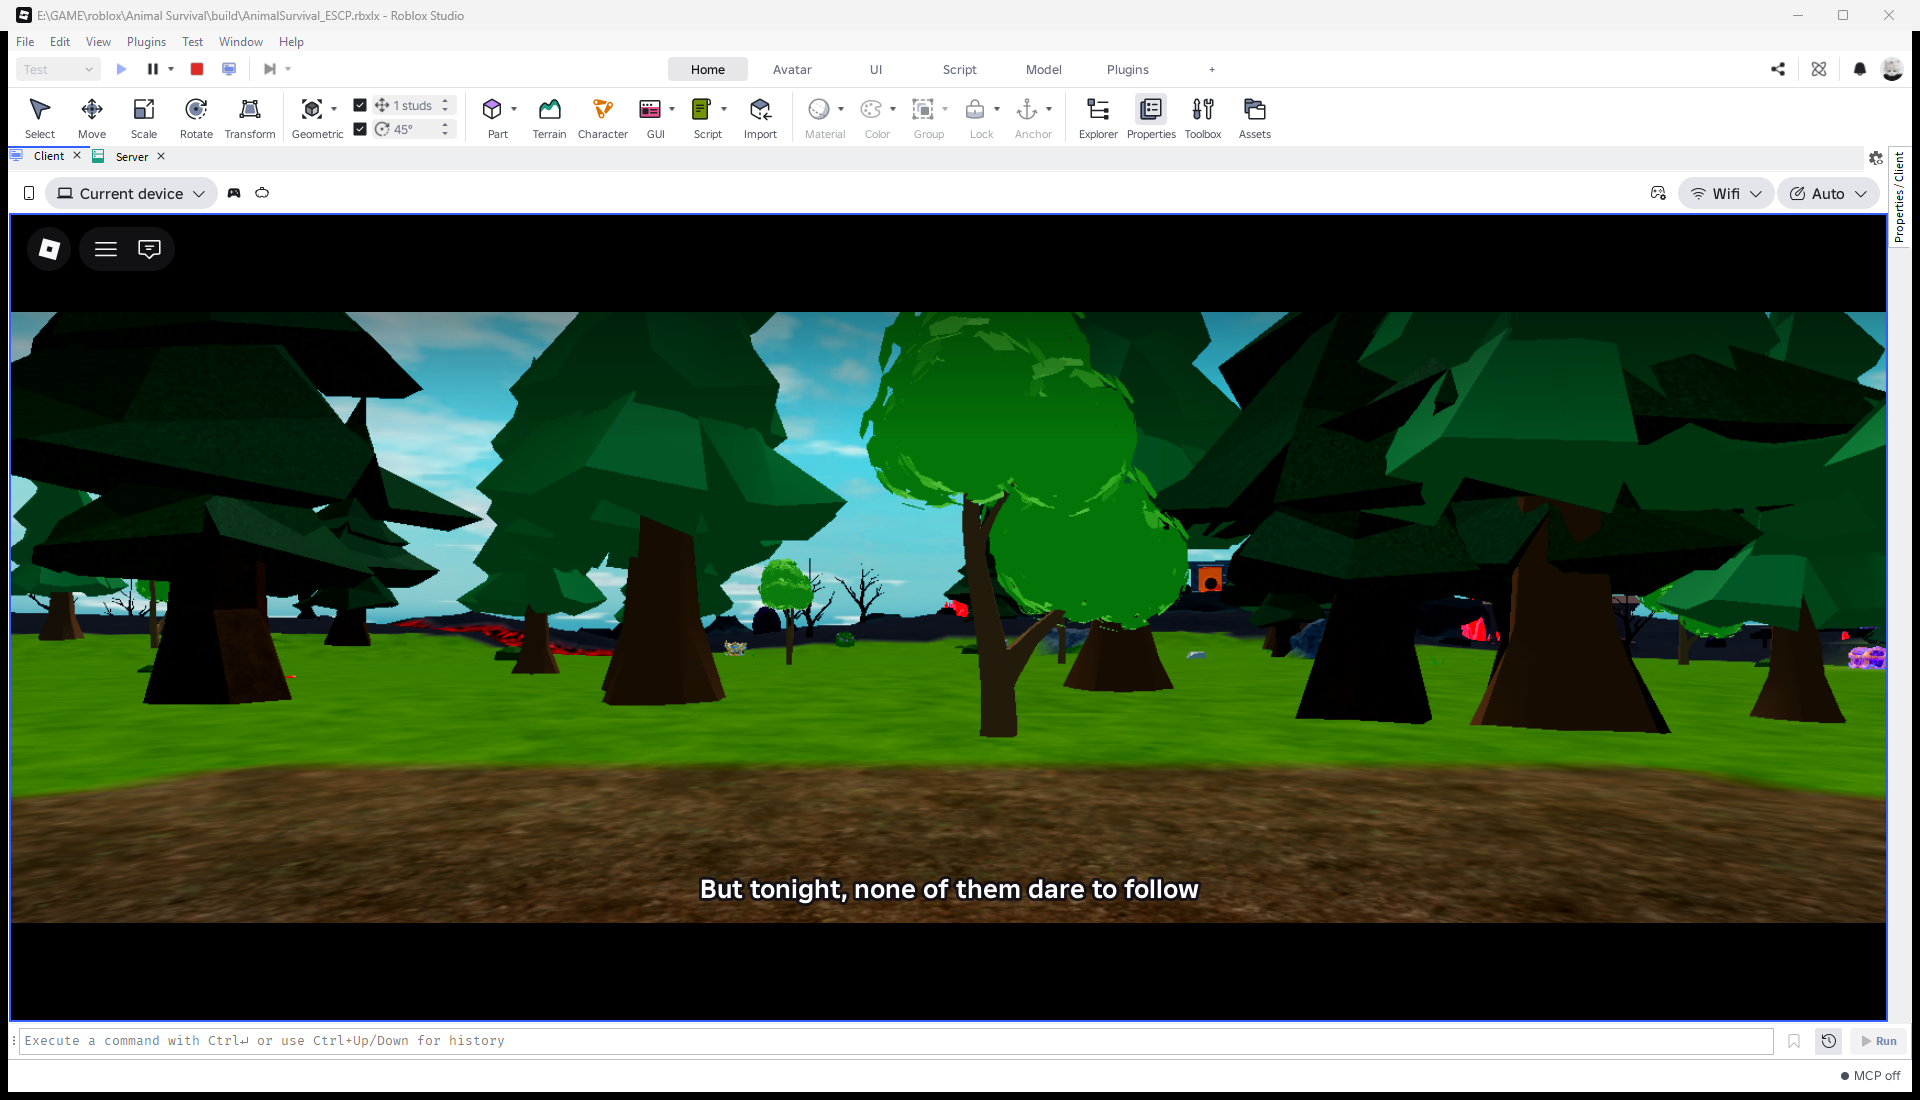 E:\GAME\roblox\Animal Survival\build\AnimalSurvival_ESCP.rbxlx - Roblox Studio
File Edit View Plugins Test Window Help
Test
Home Avatar UI Script Model Plugins +
1 studs
45°
Select Move Scale Rotate Transform Geometric Part Terrain Character GUI Script Import Material Color Group Lock Anchor Explorer Properties Toolbox Assets
Client Server
Properties / Client
Current device
Wifi Auto
But tonight, none of them dare to follow
Execute a command with Ctrl↵ or use Ctrl+Up/Down for history
Run
MCP off